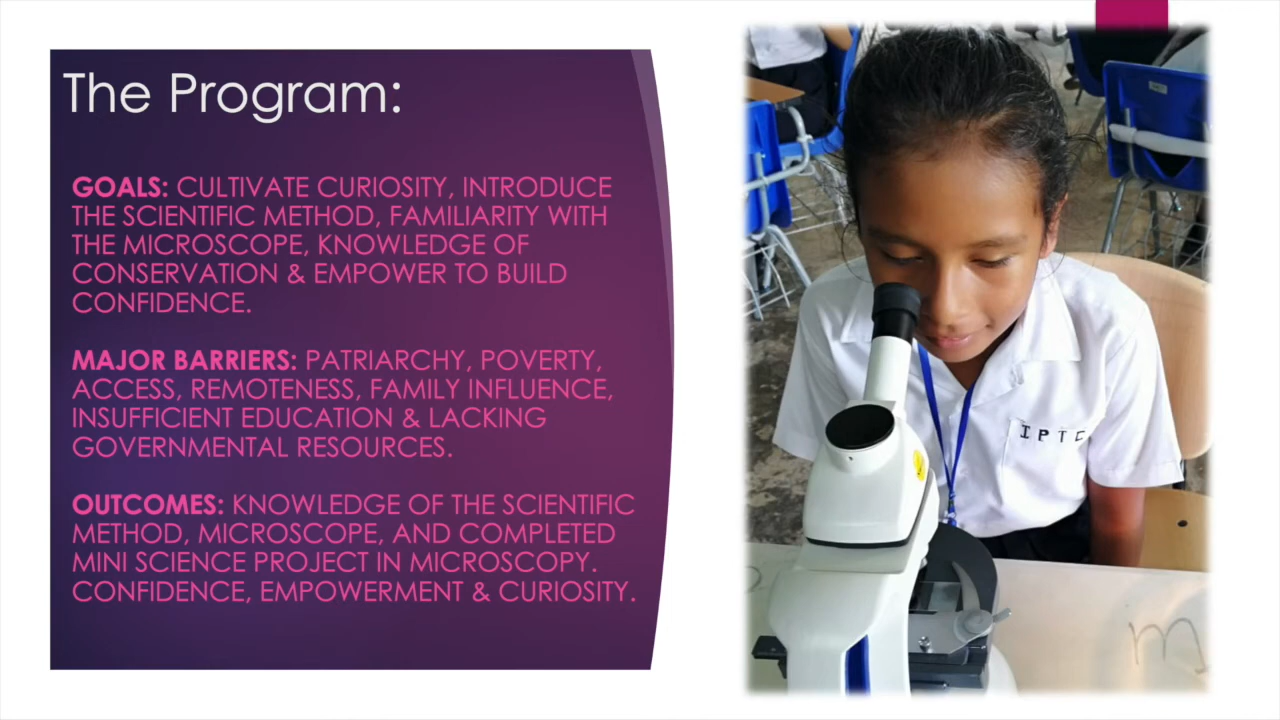 The Program:
GOALS: CULTIVATE CURIOSITY, INTRODUCE
THE SCIENTIFIC METHOD, FAMILIARITY WITH
THE MICROSCOPE, KNOWLEDGE OF
CONSERVATION & EMPOWER TO BUILD
CONFIDENCE.
MAJOR BARRIERS: PATRIARCHY, POVERTY,
ACCESS, REMOTENESS, FAMILY INFLUENCE,
INSUFFICIENT EDUCATION & LACKING
GOVERNMENTAL RESOURCES.
OUTCOMES: KNOWLEDGE OF THE SCIENTIFIC
METHOD, MICROSCOPE, AND COMPLETED
MINI SCIENCE PROJECT IN MICROSCOPY.
CONFIDENCE, EMPOWERMENT & CURIOSITY.